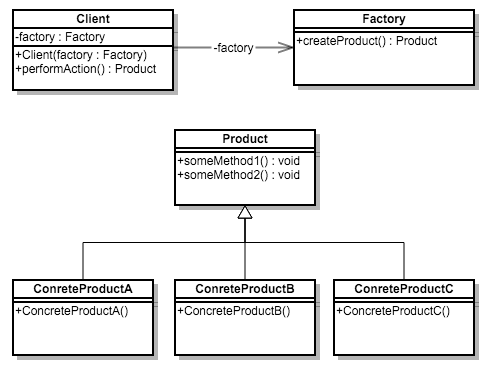 Client
-factory : Factory
+Client(factory : Factory)
+performAction() : Product
-factory
Factory
+createProduct() : Product
Product
+someMethod1() : void
+someMethod2() : void
ConreteProductA
+ConcreteProductA()
ConreteProductB
+ConcreteProductB()
ConreteProductC
+ConcreteProductC()